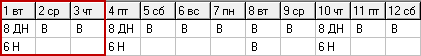 1 вт 2 ср 3 чт 4 пт 5 сб 6 вс 7 пн 8 вт 9 ср 10 чт 11 пт 12 сб
8 ДН В В 8 ДН В В В В 8 ДН В В
6 Н 6 Н В 6 Н